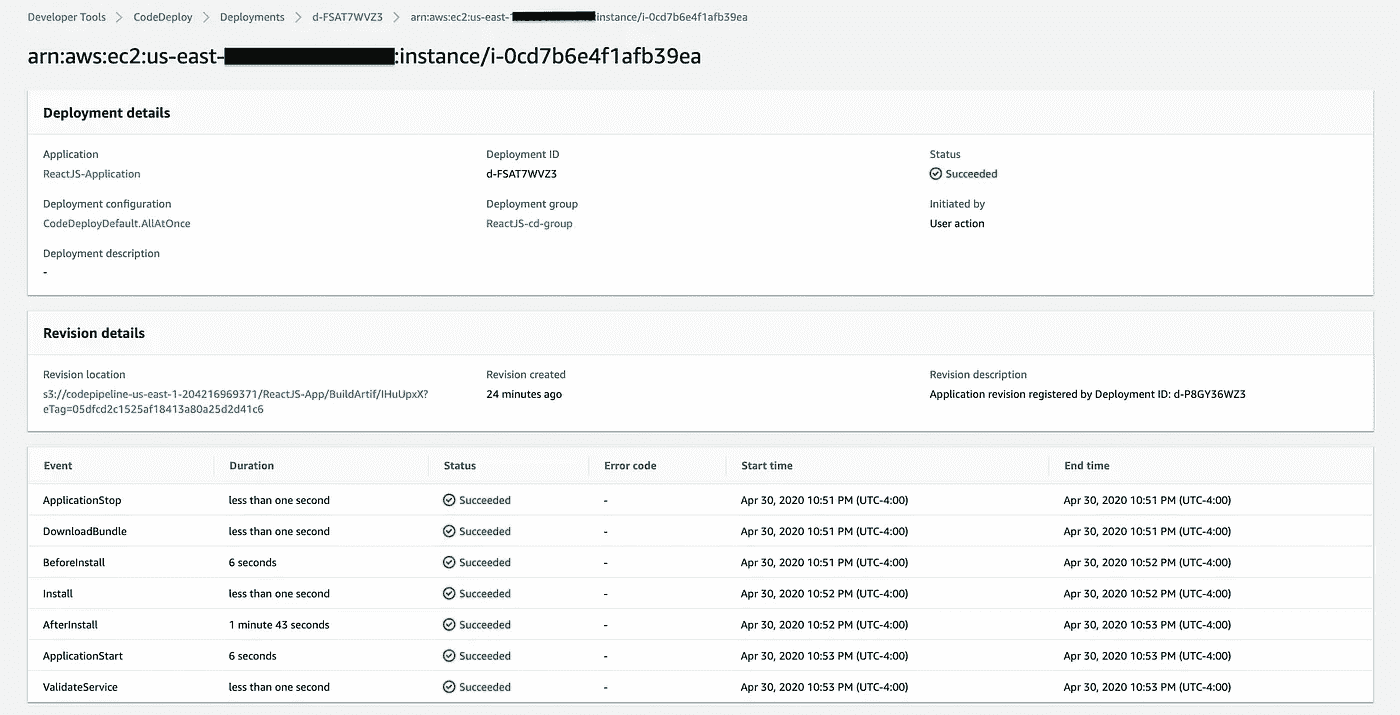 Developer Tools > CodeDeploy > Deployments > d-FSAT7WVZ3 > arn:aws:ec2:us-east- :instance/i-0cd7b6e4f1afb39ea
arn:aws:ec2:us-east- :instance/i-0cd7b6e4f1afb39ea
Deployment details
Application Deployment ID Status
ReactJS-Application d-FSAT7WVZ3 Succeeded
Deployment configuration Deployment group Initiated by
CodeDeployDefault.AllAtOnce ReactJS-cd-group User action
Deployment description
-
Revision details
Revision location Revision created Revision description
s3://codepipeline-us-east-1-204216969371/ReactJS-App/BuildArtif/IHuUpxX? 24 minutes ago Application revision registered by Deployment ID: d-P8GY36WZ3
eTag=05dfcd2c1525af18413a80a25d2d41c6
Event Duration Status Error code Start time End time
ApplicationStop less than one second Succeeded - Apr 30, 2020 10:51 PM (UTC-4:00) Apr 30, 2020 10:51 PM (UTC-4:00)
DownloadBundle less than one second Succeeded - Apr 30, 2020 10:51 PM (UTC-4:00) Apr 30, 2020 10:51 PM (UTC-4:00)
BeforeInstall 6 seconds Succeeded - Apr 30, 2020 10:51 PM (UTC-4:00) Apr 30, 2020 10:52 PM (UTC-4:00)
Install less than one second Succeeded - Apr 30, 2020 10:52 PM (UTC-4:00) Apr 30, 2020 10:52 PM (UTC-4:00)
AfterInstall 1 minute 43 seconds Succeeded - Apr 30, 2020 10:52 PM (UTC-4:00) Apr 30, 2020 10:53 PM (UTC-4:00)
ApplicationStart 6 seconds Succeeded - Apr 30, 2020 10:53 PM (UTC-4:00) Apr 30, 2020 10:53 PM (UTC-4:00)
ValidateService less than one second Succeeded - Apr 30, 2020 10:53 PM (UTC-4:00) Apr 30, 2020 10:53 PM (UTC-4:00)